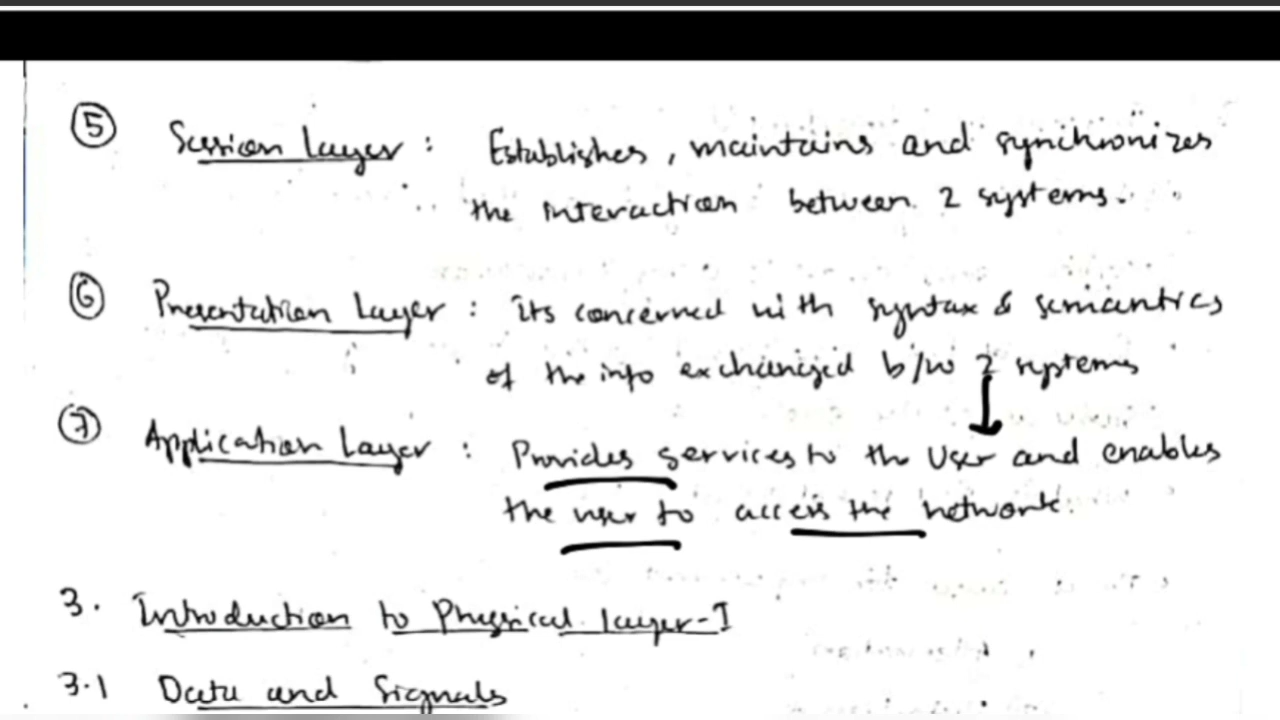 ⑤ Session Layer : Establishes, maintains and synchronizes
the interaction between 2 systems.
⑥ Presentation Layer : its concerned with syntax & semantics
of the info exchanged b/w 2 systems
⑦ Application Layer : Provides services to the User and enables
the user to access the network.
3. Introduction to Physical layer-I
3.1 Data and Signals